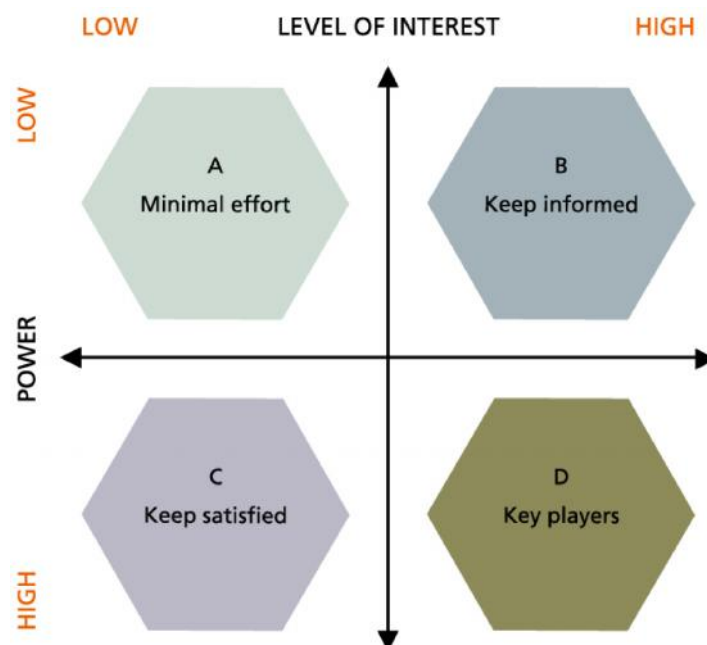 LOW LEVEL OF INTEREST HIGH
LOW
A
Minimal effort
B
Keep informed
POWER
C
Keep satisfied
D
Key players
HIGH